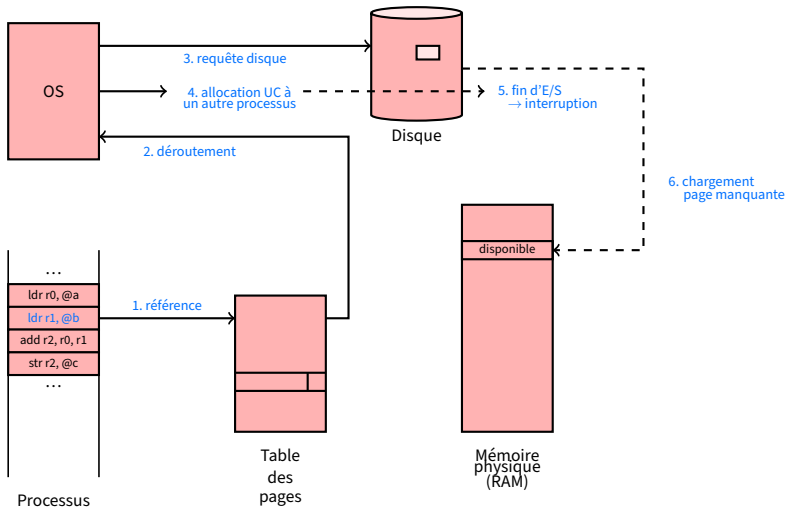 3. requête disque
OS
4. allocation UC à
un autre processus
5. fin d'E/S
→ interruption
Disque
2. déroutement
6. chargement
page manquante
disponible
...
ldr r0, @a
ldr r1, @b
add r2, r0, r1
str r2, @c
...
1. référence
Table
des
pages
Mémoire
physique
(RAM)
Processus